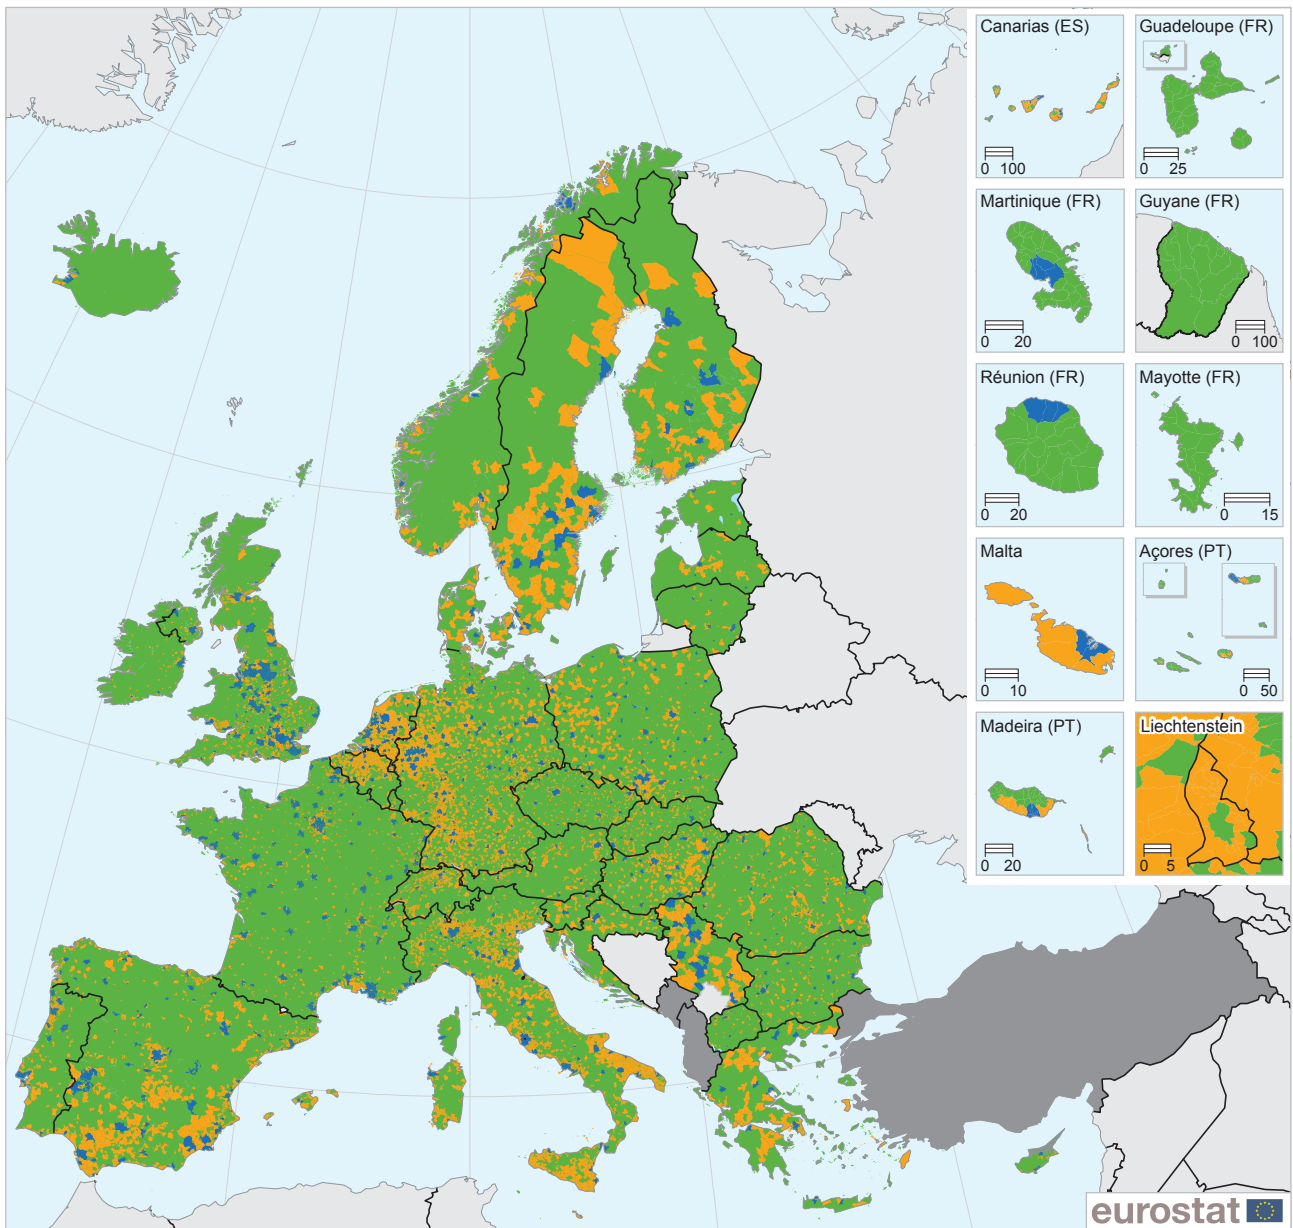 Canarias (ES)
0 100
Guadeloupe (FR)
0 25
Martinique (FR)
0 20
Guyane (FR)
0 100
Réunion (FR)
0 20
Mayotte (FR)
0 15
Malta
0 10
Açores (PT)
0 50
Madeira (PT)
0 20
Liechtenstein
0 5
eurostat